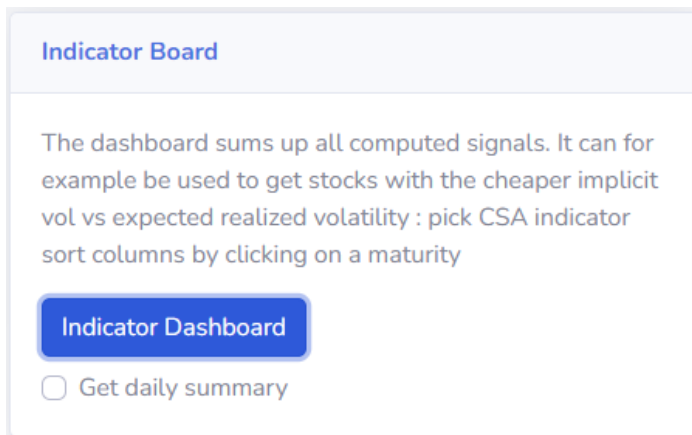 Indicator Board
The dashboard sums up all computed signals. It can for
example be used to get stocks with the cheaper implicit
vol vs expected realized volatility : pick CSA indicator
sort columns by clicking on a maturity
Indicator Dashboard
Get daily summary